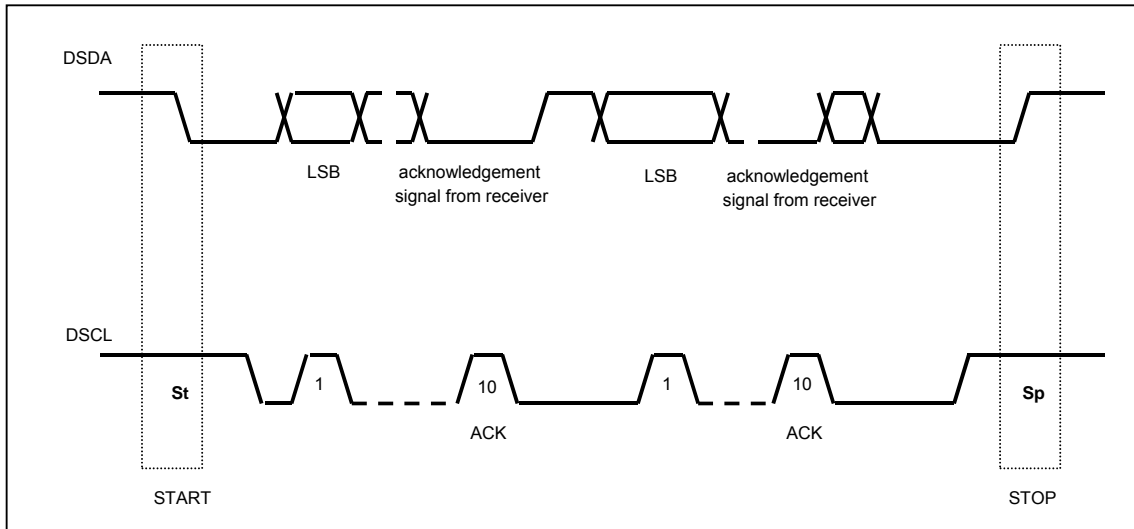 DSDA
LSB
acknowledgement
signal from receiver
LSB
acknowledgement
signal from receiver
DSCL
St
1
10
1
10
Sp
ACK
ACK
START
STOP